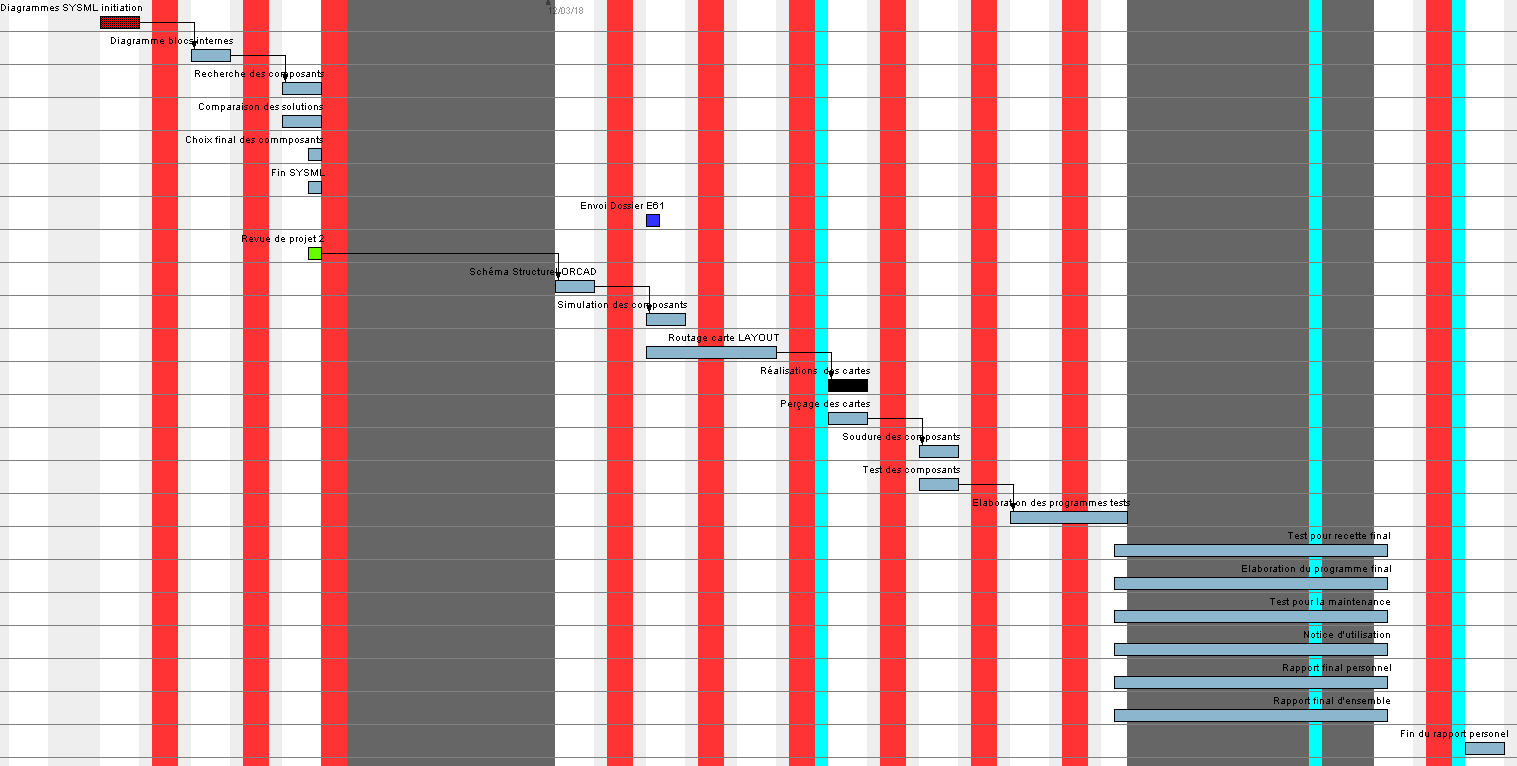 Diagrammes SYSML initiation
12/03/18
Diagramme blocs internes
Recherche des composants
Comparaison des solutions
Choix final des commposants
Fin SYSML
Envoi Dossier E61
Revue de projet 2
Schéma Structurel ORCAD
Simulation des composants
Routage carte LAYOUT
Réalisations des cartes
Perçage des cartes
Soudure des composants
Test des composants
Elaboration des programmes tests
Test pour recette final
Elaboration du programme final
Test pour la maintenance
Notice d'utilisation
Rapport final personnel
Rapport final d'ensemble
Fin du rapport personel